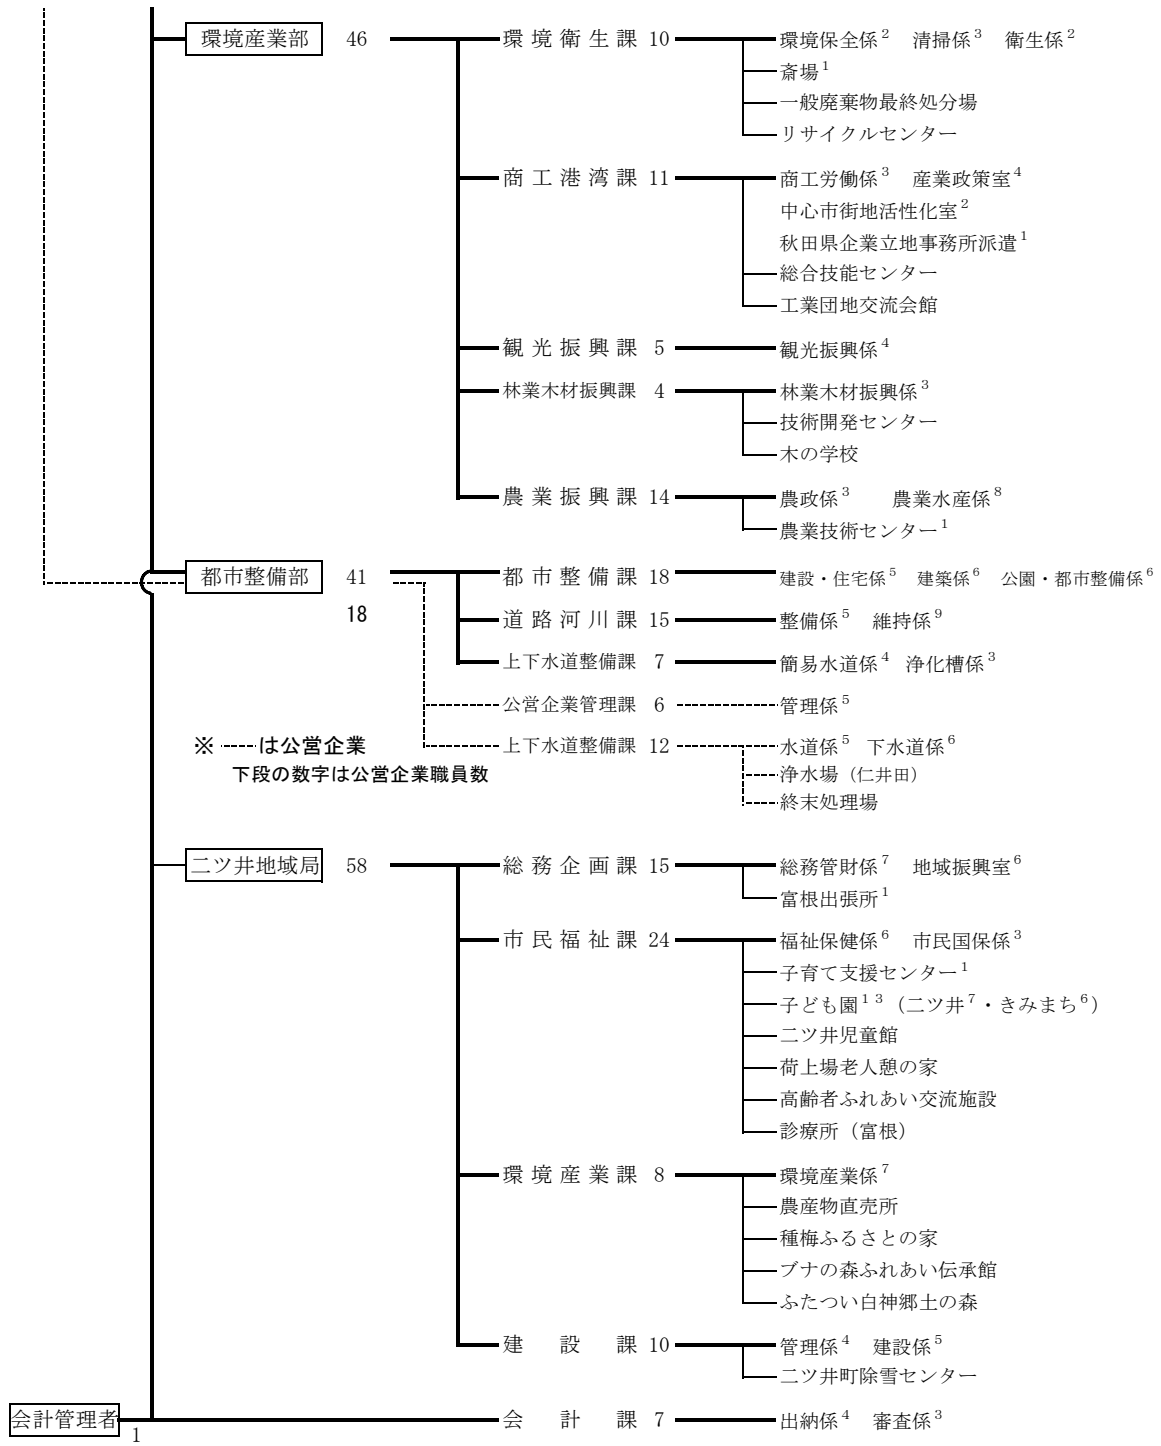 環境産業部 46 環境衛生課 10 環境保全係2 清掃係3 衛生係2
斎場1
一般廃棄物最終処分場
リサイクルセンター
商工港湾課 11 商工労働係3 産業政策室4
中心市街地活性化室2
秋田県企業立地事務所派遣1
総合技能センター
工業団地交流会館
観光振興課 5 観光振興係4
林業木材振興課 4 林業木材振興係3
技術開発センター
木の学校
農業振興課 14 農政係3 農業水産係8
農業技術センター1
都市整備部 41 都市整備課 18 建設・住宅係5 建築係6 公園・都市整備係6
18 道路河川課 15 整備係5 維持係9
上下水道整備課 7 簡易水道係4 浄化槽係3
公営企業管理課 6 管理係5
※ ----は公営企業 上下水道整備課 12 水道係5 下水道係6
下段の数字は公営企業職員数 浄水場（仁井田）
終末処理場
二ツ井地域局 58 総務企画課 15 総務管財係7 地域振興室6
富根出張所1
市民福祉課 24 福祉保健係6 市民国保係3
子育て支援センター1
子ども園13（二ツ井7・きみまち6）
二ツ井児童館
荷上場老人憩の家
高齢者ふれあい交流施設
診療所（富根）
環境産業課 8 環境産業係7
農産物直売所
種梅ふるさとの家
ブナの森ふれあい伝承館
ふたつい白神郷土の森
建設課 10 管理係4 建設係5
二ツ井町除雪センター
会計管理者 1 会計課 7 出納係4 審査係3